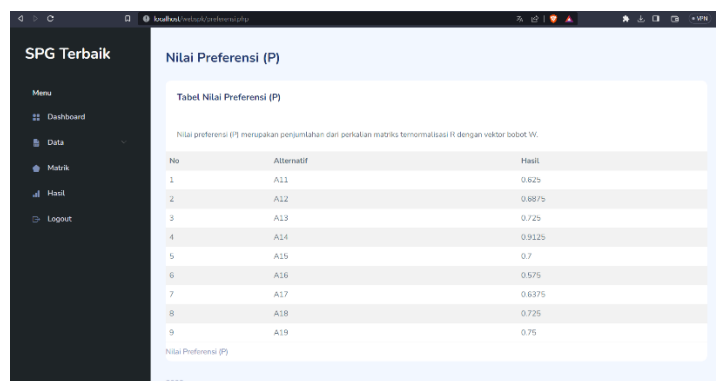 localhost/webspk/preferensi.php
VPN
SPG Terbaik
Menu
Dashboard
Data
Matrik
Hasil
Logout
Nilai Preferensi (P)
Tabel Nilai Preferensi (P)
Nilai preferensi (P) merupakan penjumlahan dari perkalian matriks ternormalisasi R dengan vektor bobot W.
No Alternatif Hasil
1 A11 0.625
2 A12 0.6875
3 A13 0.725
4 A14 0.9125
5 A15 0.7
6 A16 0.575
7 A17 0.6375
8 A18 0.725
9 A19 0.75
Nilai Preferensi (P)